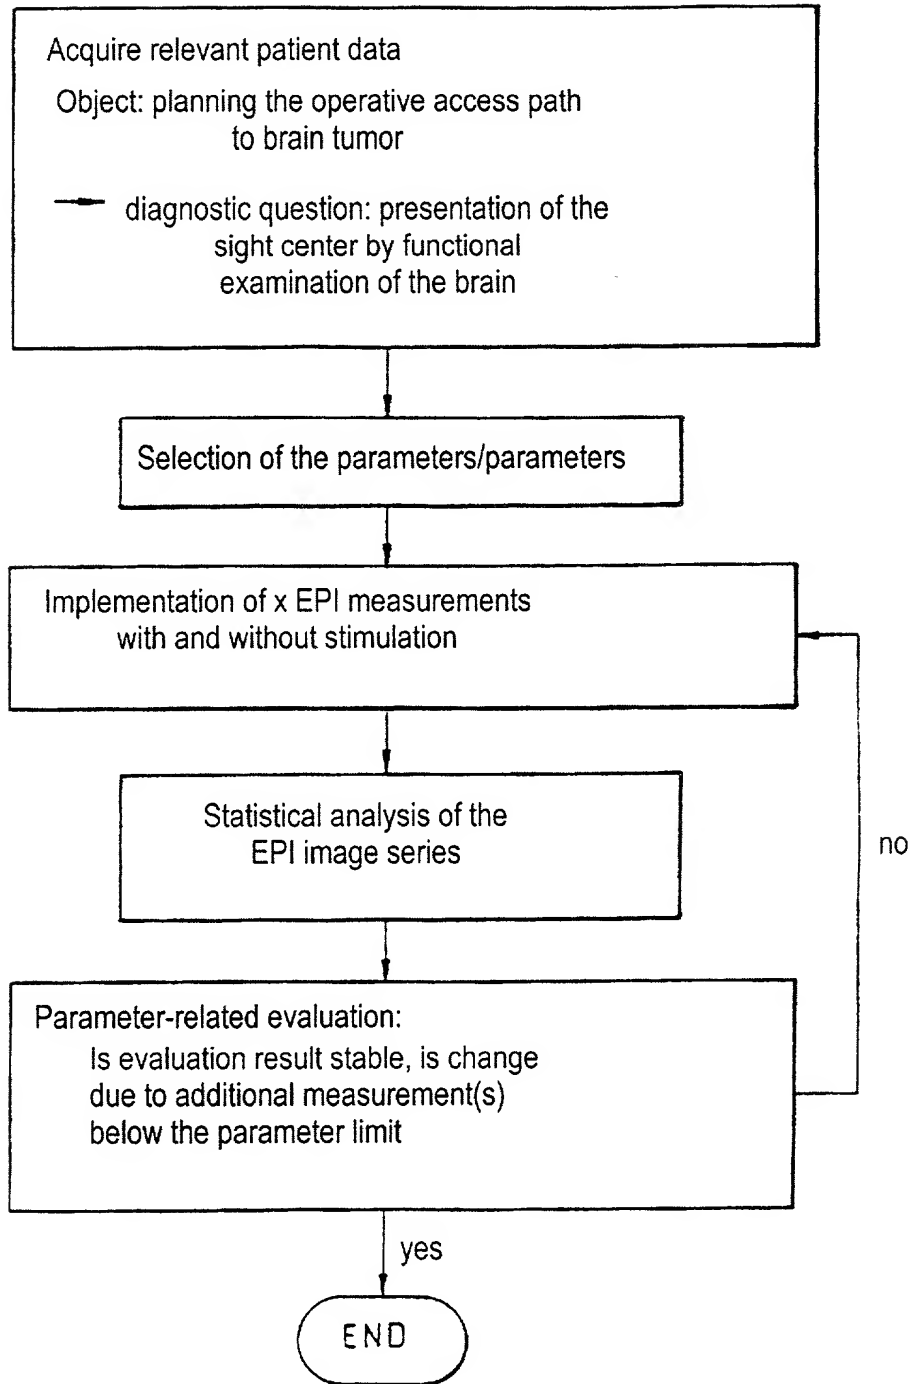 Acquire relevant patient data
Object: planning the operative access path
to brain tumor
diagnostic question: presentation of the
sight center by functional
examination of the brain
Selection of the parameters/parameters
Implementation of x EPI measurements
with and without stimulation
Statistical analysis of the
EPI image series
no
Parameter-related evaluation:
Is evaluation result stable, is change
due to additional measurement(s)
below the parameter limit
yes
END